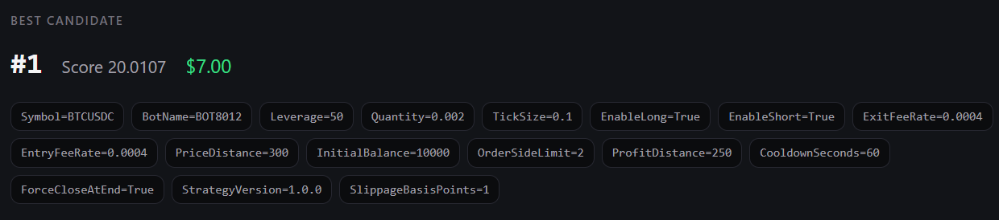 BEST CANDIDATE
#1 Score 20.0107 $7.00
Symbol=BTCUSDC BotName=BOT8012 Leverage=50 Quantity=0.002 TickSize=0.1 EnableLong=True EnableShort=True ExitFeeRate=0.0004
EntryFeeRate=0.0004 PriceDistance=300 InitialBalance=10000 OrderSideLimit=2 ProfitDistance=250 CooldownSeconds=60
ForceCloseAtEnd=True StrategyVersion=1.0.0 SlippageBasisPoints=1